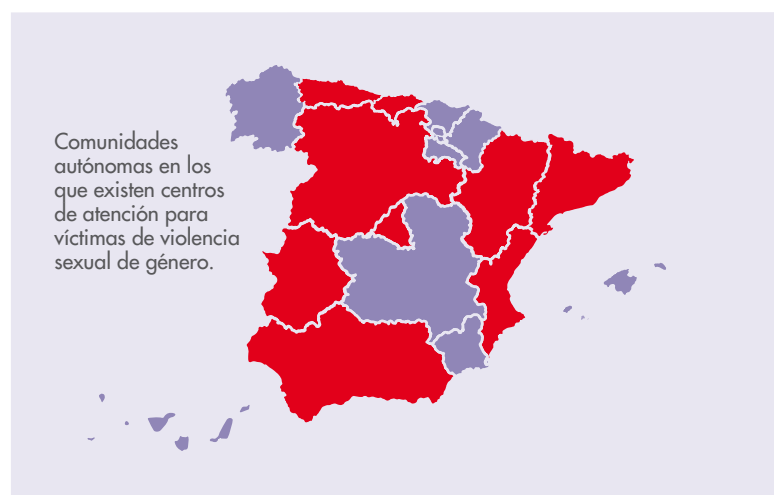 Comunidades
autónomas en los
que existen centros
de atención para
víctimas de violencia
sexual de género.